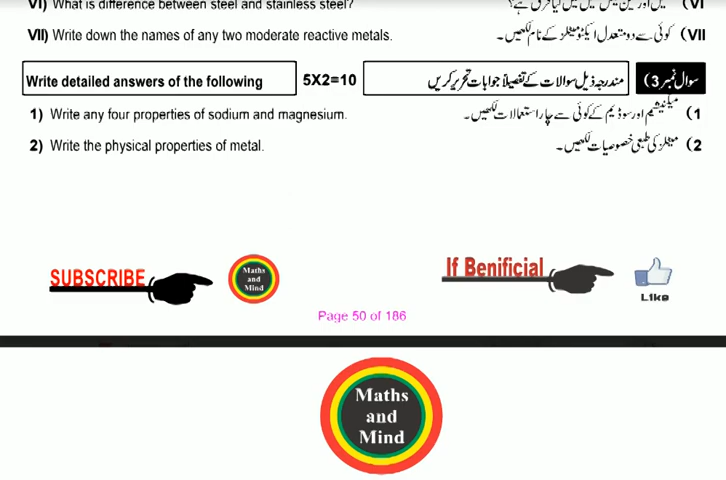 VI) What is difference between steel and stainless steel?
VI)
VII) Write down the names of any two moderate reactive metals.
VII) کوئی سے دو معتدل ری ایکٹو میٹلز کے نام لکھیں۔
Write detailed answers of the following 5X2=10
سوال نمبر 3) مندرجہ ذیل سوالات کے تفصیلاً جوابات تحریر کریں
1) Write any four properties of sodium and magnesium.
1) میگنیشیم اور سوڈیم کے کوئی سے چار استعمالات لکھیں۔
2) Write the physical properties of metal.
2) میٹلز کی طبعی خصوصیات لکھیں۔
SUBSCRIBE
Maths
and
Mind
If Benificial
Like
Page 50 of 186
Maths
and
Mind